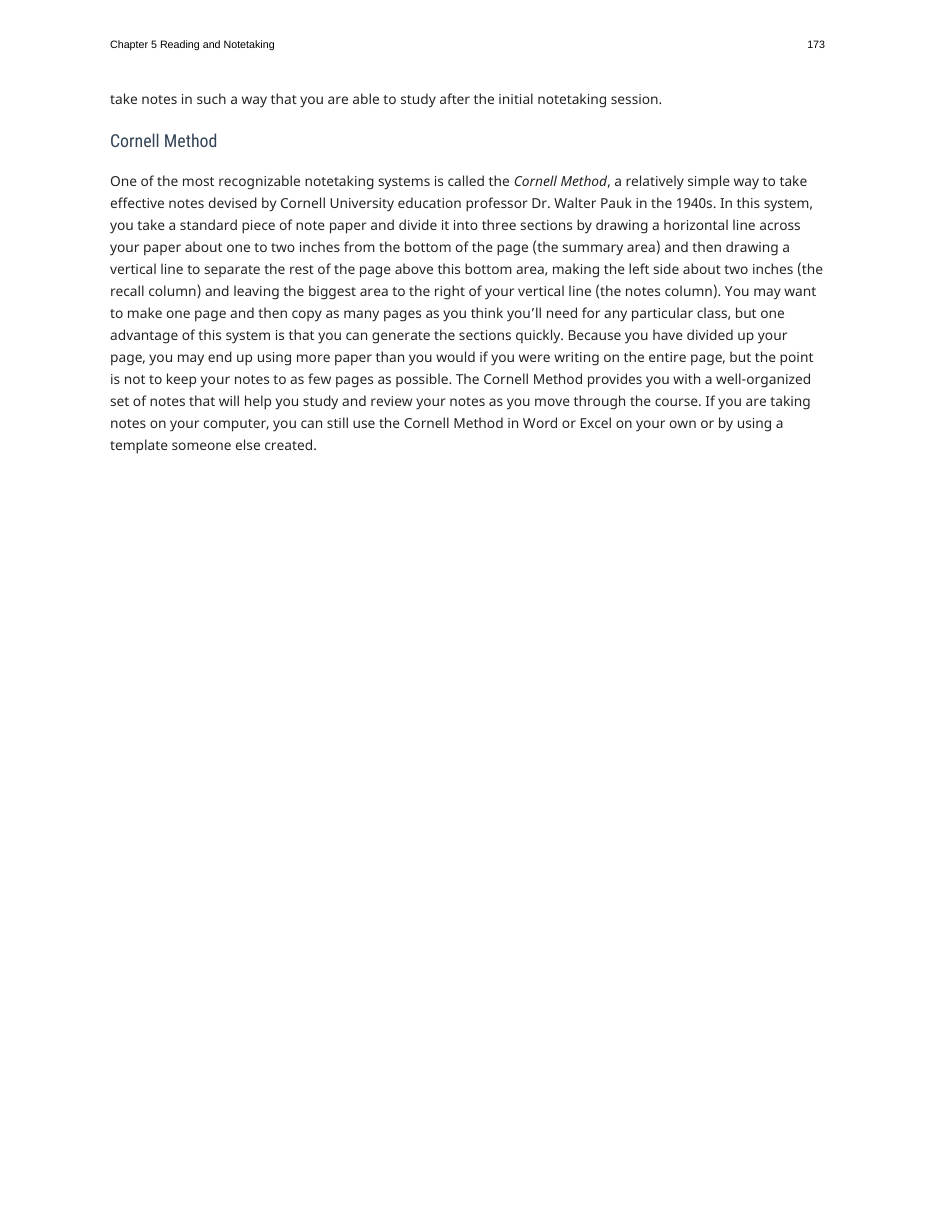 Chapter 5 Reading and Notetaking 173
take notes in such a way that you are able to study after the initial notetaking session.
Cornell Method
One of the most recognizable notetaking systems is called the Cornell Method, a relatively simple way to take
effective notes devised by Cornell University education professor Dr. Walter Pauk in the 1940s. In this system,
you take a standard piece of note paper and divide it into three sections by drawing a horizontal line across
your paper about one to two inches from the bottom of the page (the summary area) and then drawing a
vertical line to separate the rest of the page above this bottom area, making the left side about two inches (the
recall column) and leaving the biggest area to the right of your vertical line (the notes column). You may want
to make one page and then copy as many pages as you think you’ll need for any particular class, but one
advantage of this system is that you can generate the sections quickly. Because you have divided up your
page, you may end up using more paper than you would if you were writing on the entire page, but the point
is not to keep your notes to as few pages as possible. The Cornell Method provides you with a well-organized
set of notes that will help you study and review your notes as you move through the course. If you are taking
notes on your computer, you can still use the Cornell Method in Word or Excel on your own or by using a
template someone else created.